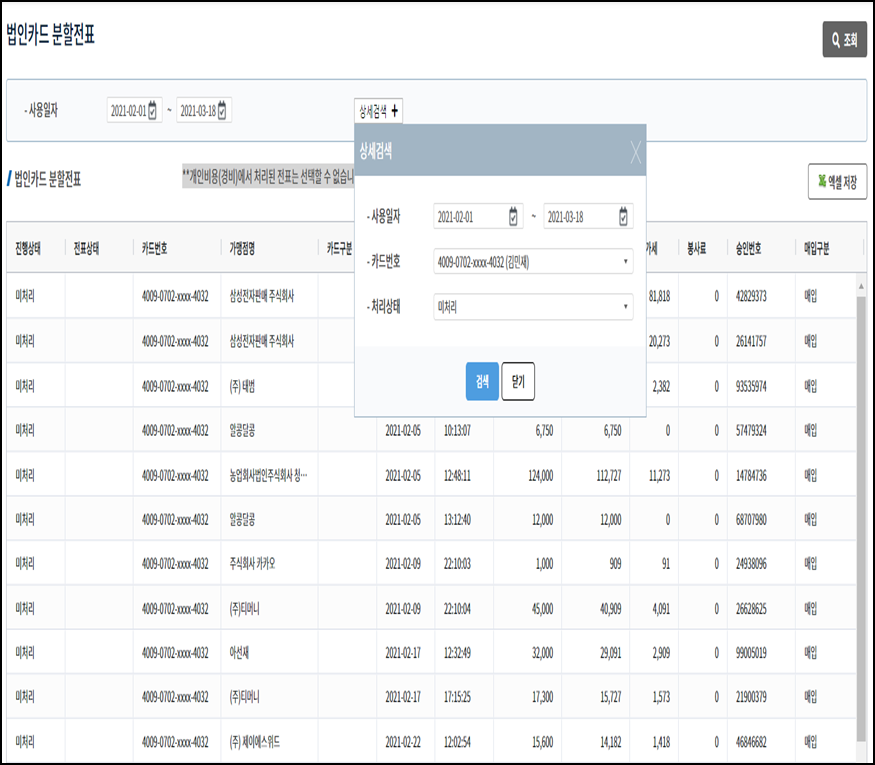 법인카드 분할전표
조회
- 사용일자 2021-02-01 ~ 2021-03-18 상세검색 +
상세검색
- 사용일자 2021-02-01 ~ 2021-03-18
- 카드번호 4009-0702-xxxx-4032 (김민재)
- 처리상태 미처리
검색 닫기
법인카드 분할전표 **개인비용(경비)에서 처리된 전표는 선택할 수 없습니
엑셀 저장
진행상태 전표상태 카드번호 가맹점명 카드구분 가세 봉사료 승인번호 매입구분
미처리 4009-0702-xxxx-4032 삼성전자판매 주식회사 81,818 0 42829373 매입
미처리 4009-0702-xxxx-4032 삼성전자판매 주식회사 20,273 0 26141757 매입
미처리 4009-0702-xxxx-4032 (주) 태범 2,382 0 93535974 매입
미처리 4009-0702-xxxx-4032 알콩달콩 2021-02-05 10:13:07 6,750 6,750 0 0 57479324 매입
미처리 4009-0702-xxxx-4032 농업회사법인주식회사 청… 2021-02-05 12:48:11 124,000 112,727 11,273 0 14784736 매입
미처리 4009-0702-xxxx-4032 알콩달콩 2021-02-05 13:12:40 12,000 12,000 0 0 68707980 매입
미처리 4009-0702-xxxx-4032 주식회사 카카오 2021-02-09 22:10:03 1,000 909 91 0 24938096 매입
미처리 4009-0702-xxxx-4032 (주)티머니 2021-02-09 22:10:04 45,000 40,909 4,091 0 26628625 매입
미처리 4009-0702-xxxx-4032 아선재 2021-02-17 12:32:49 32,000 29,091 2,909 0 99005019 매입
미처리 4009-0702-xxxx-4032 (주)티머니 2021-02-17 17:15:25 17,300 15,727 1,573 0 21900379 매입
미처리 4009-0702-xxxx-4032 (주) 제이에스위드 2021-02-22 12:02:54 15,600 14,182 1,418 0 46846682 매입